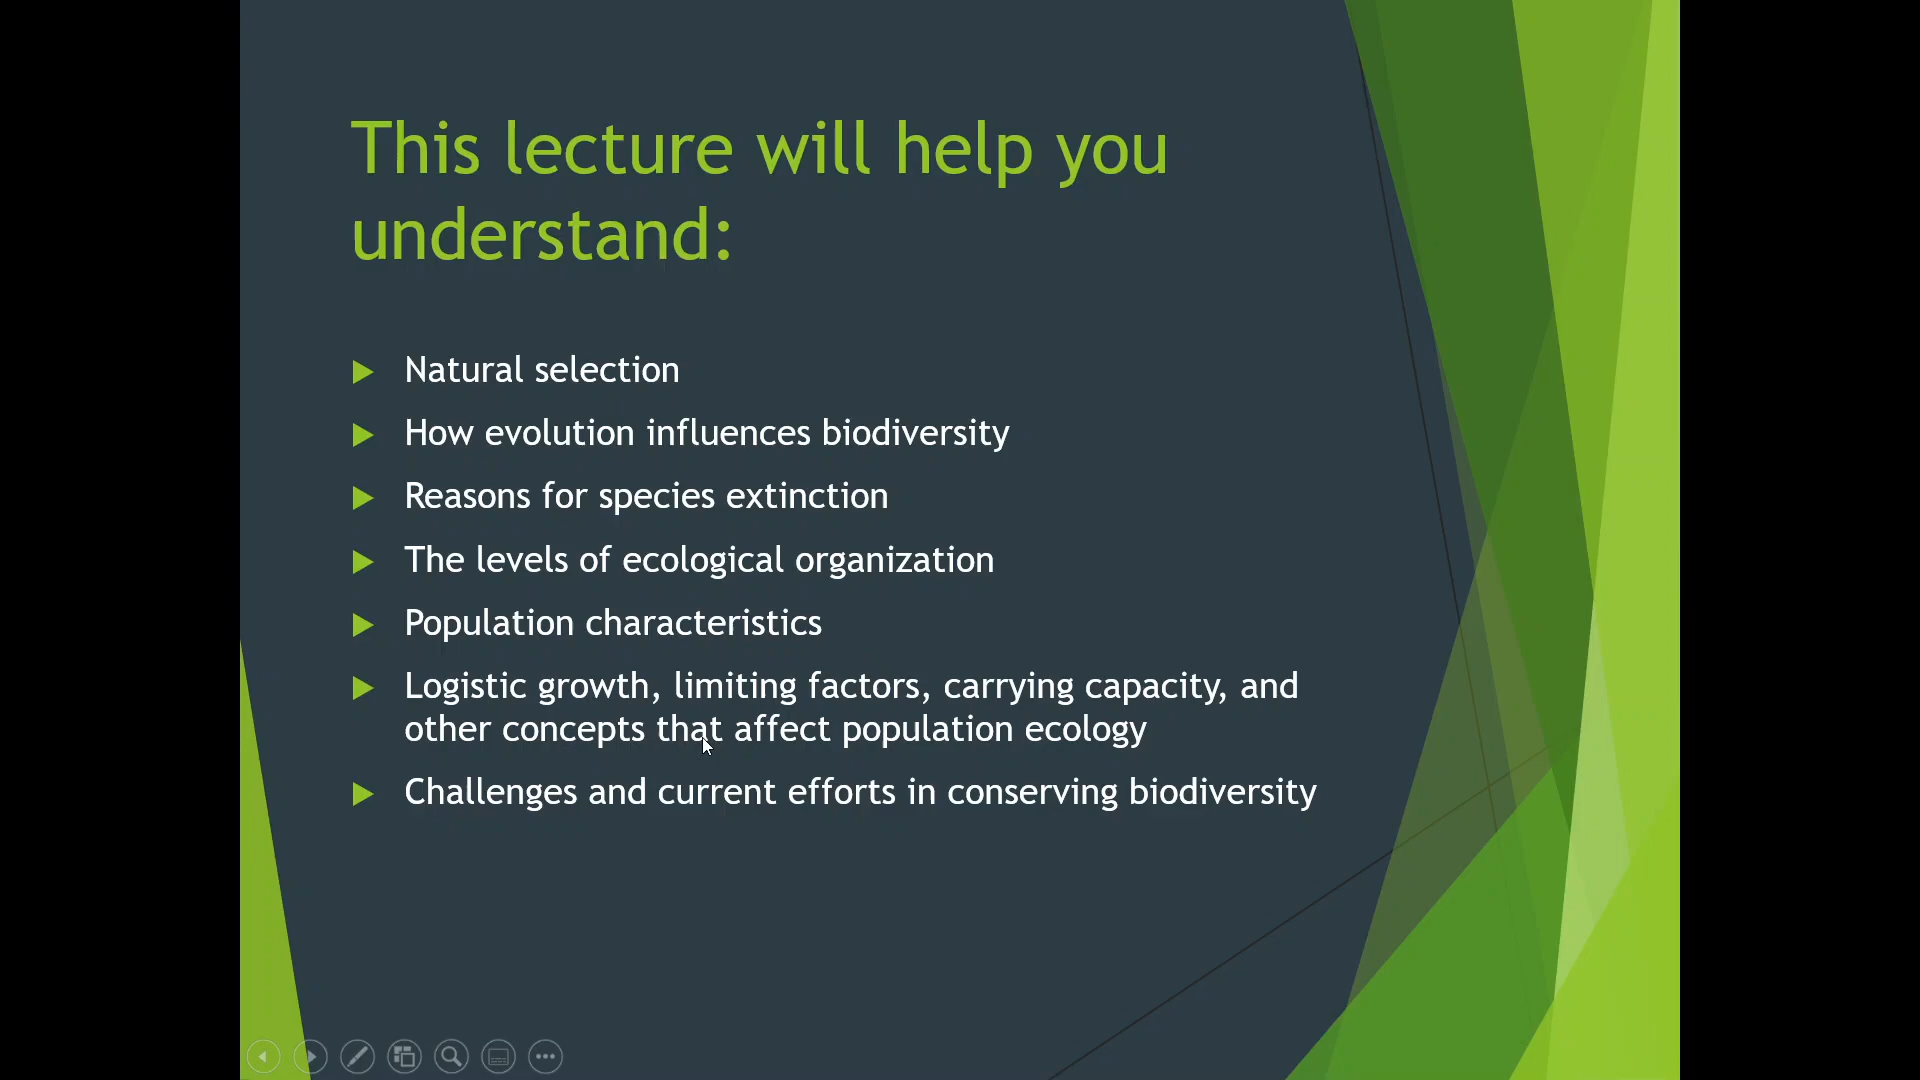 This lecture will help you
understand:
Natural selection
How evolution influences biodiversity
Reasons for species extinction
The levels of ecological organization
Population characteristics
Logistic growth, limiting factors, carrying capacity, and
other concepts that affect population ecology
Challenges and current efforts in conserving biodiversity